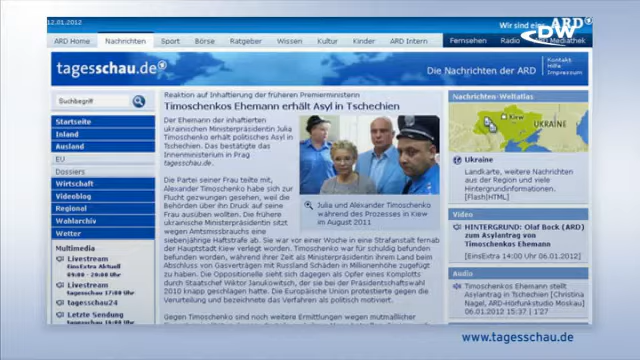 12.01.2012
Wir sind eins. ARD
DW
ARD Home Nachrichten Sport Börse Ratgeber Wissen Kultur Kinder ARD Intern Fernsehen Radio ARD Mediathek
tagesschau.de
Die Nachrichten der ARD
Kontakt
Hilfe
Impressum
Suchbegriff
Startseite
Inland
Ausland
EU
Dossiers
Wirtschaft
Videoblog
Regional
Wahlarchiv
Wetter
Multimedia
Livestream
EinsExtra Aktuell
09:00 - 20:00 Uhr
Livestream
tagesschau24
Letzte Sendung
Reaktion auf Inhaftierung der früheren Premierministerin
Timoschenkos Ehemann erhält Asyl in Tschechien
Der Ehemann der inhaftierten
ukrainischen Ministerpräsidentin Julia
Timoschenko erhält politisches Asyl in
Tschechien. Das bestätigte das
Innenministerium in Prag
tagesschau.de.
Die Partei seiner Frau teilte mit,
Alexander Timoschenko habe sich zur
Flucht gezwungen gesehen, weil die
Behörden über ihn Druck auf seine
Frau ausüben wollten. Die frühere
ukrainische Ministerpräsidentin sitzt
wegen Amtsmissbrauchs eine
siebenjährige Haftstrafe ab. Sie war vor einer Woche in eine Strafanstalt fernab
der Hauptstadt Kiew verlegt worden. Timoschenko war für schuldig befunden
befunden worden, während ihrer Zeit als Ministerpräsidentin ihrem Land beim
Abschluss von Gasverträgen mit Russland Schäden in Millionenhöhe zugefügt
zu haben. Die Oppositionelle sieht sich dagegen als Opfer eines Komplotts
durch Staatschef Wiktor Janukowitsch, der sie bei der Präsidentschaftswahl
2010 knapp geschlagen hatte. Die Europäische Union protestierte gegen die
Verurteilung und bezeichnet das Verfahren als politisch motiviert.
Gegen Timoschenko sind noch weitere Ermittlungen wegen mutmaßlicher
Julia und Alexander Timoschenko
während des Prozesses in Kiew
im August 2011
Nachrichten-Weltatlas
Kiew
UKRAINE
Ukraine
Landkarte, weitere Nachrichten
aus der Region und viele
Hintergrundinformationen.
[Flash|HTML]
Video
HINTERGRUND: Olaf Bock (ARD)
zum Asylantrag von
Timoschenkos Ehemann
[EinsExtra 14:00 Uhr 06.01.2012]
Audio
Timoschenkos Ehemann stellt
Asylantrag in Tschechien [Christina
Nagel, ARD-Hörfunkstudio Moskau]
06.01.2012 15:37 | 1'27
www.tagesschau.de